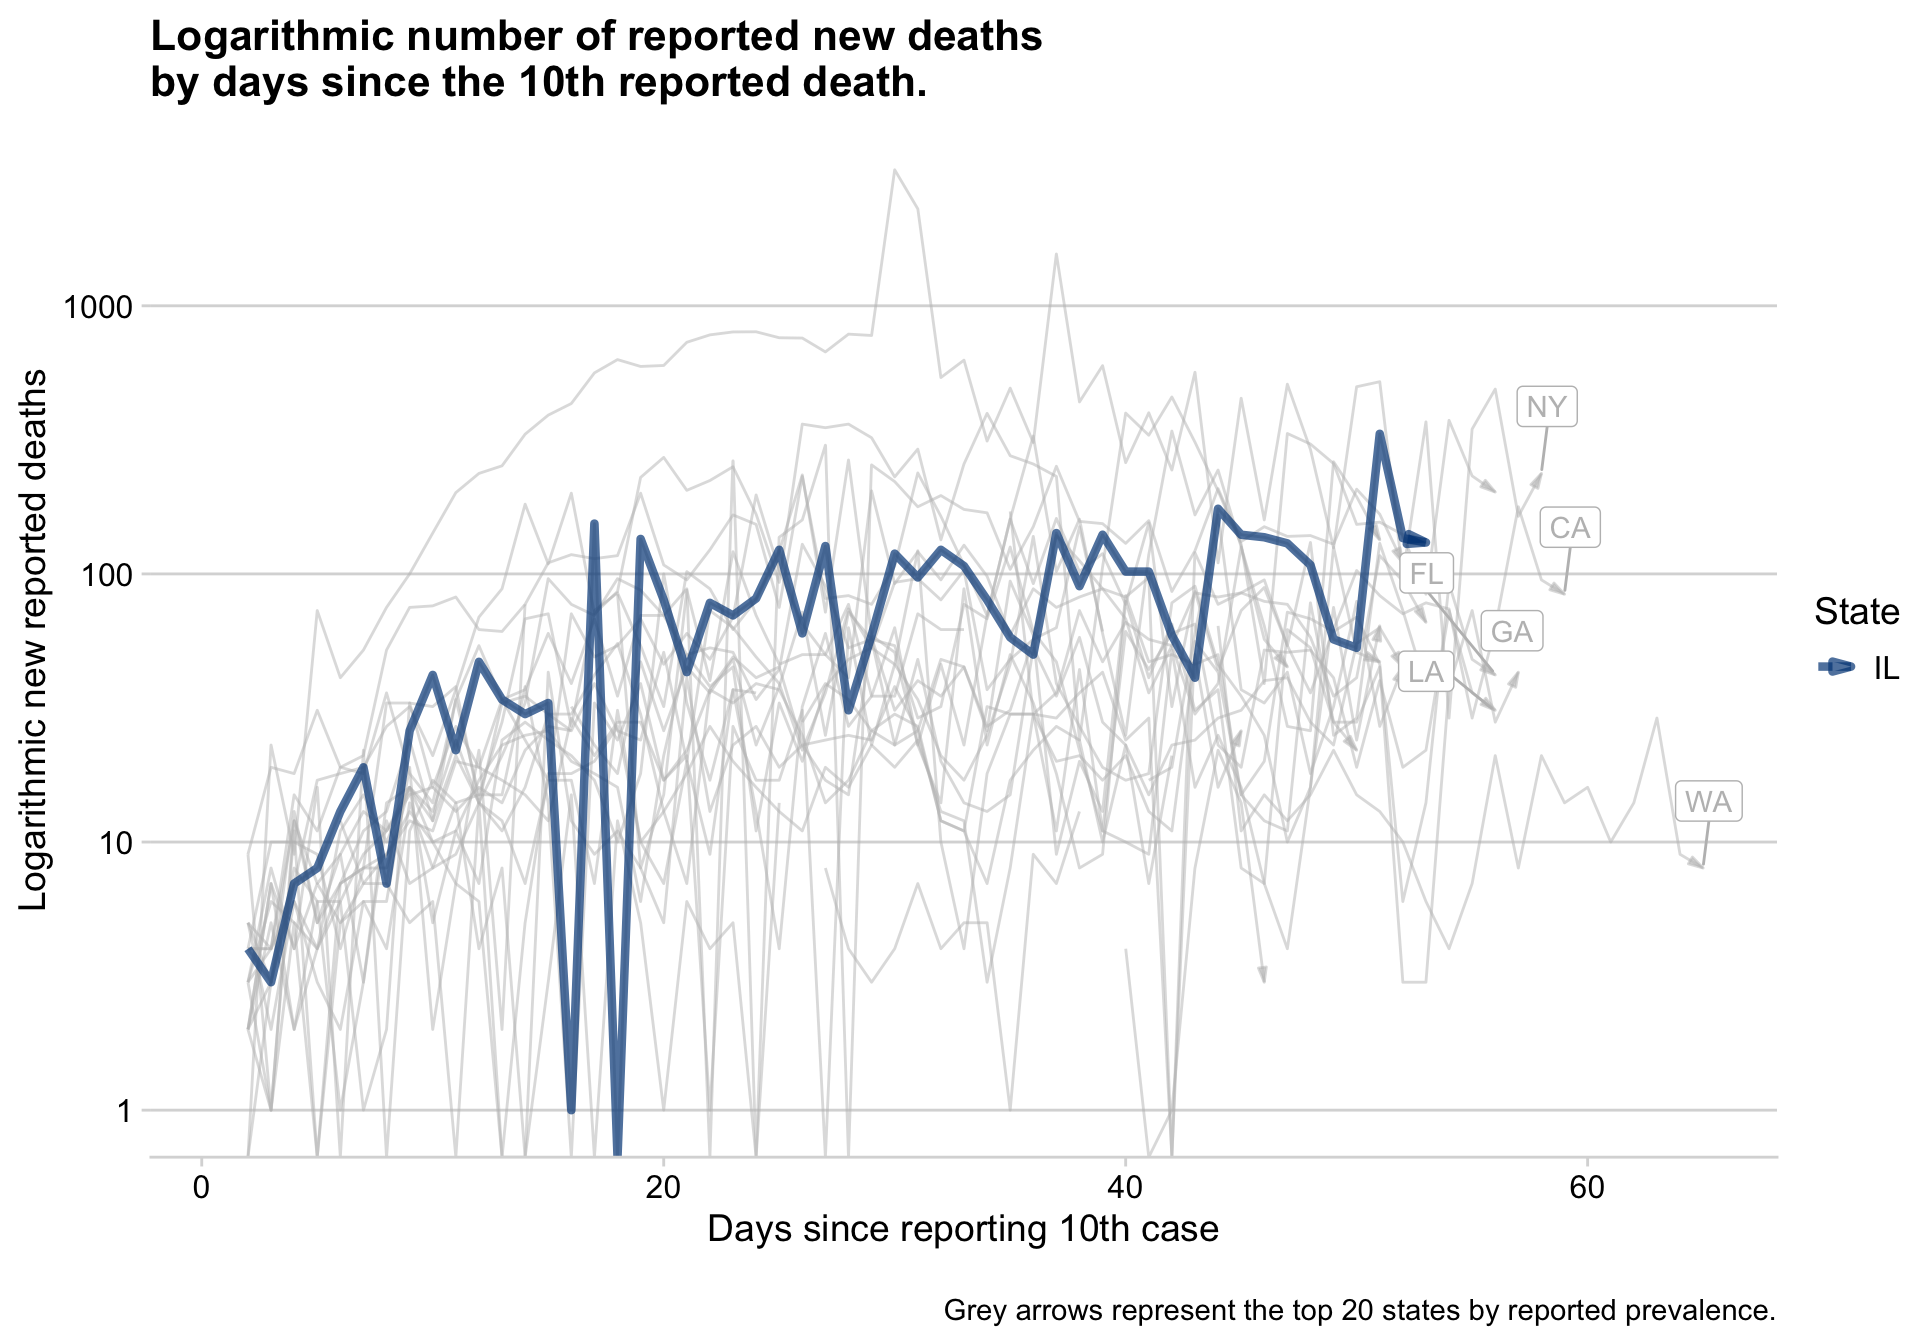 Logarithmic number of reported new deaths
by days since the 10th reported death.
Logarithmic new reported deaths
1000
100
10
1
NY
CA
FL
GA
LA
WA
State
IL
0 20 40 60
Days since reporting 10th case
Grey arrows represent the top 20 states by reported prevalence.